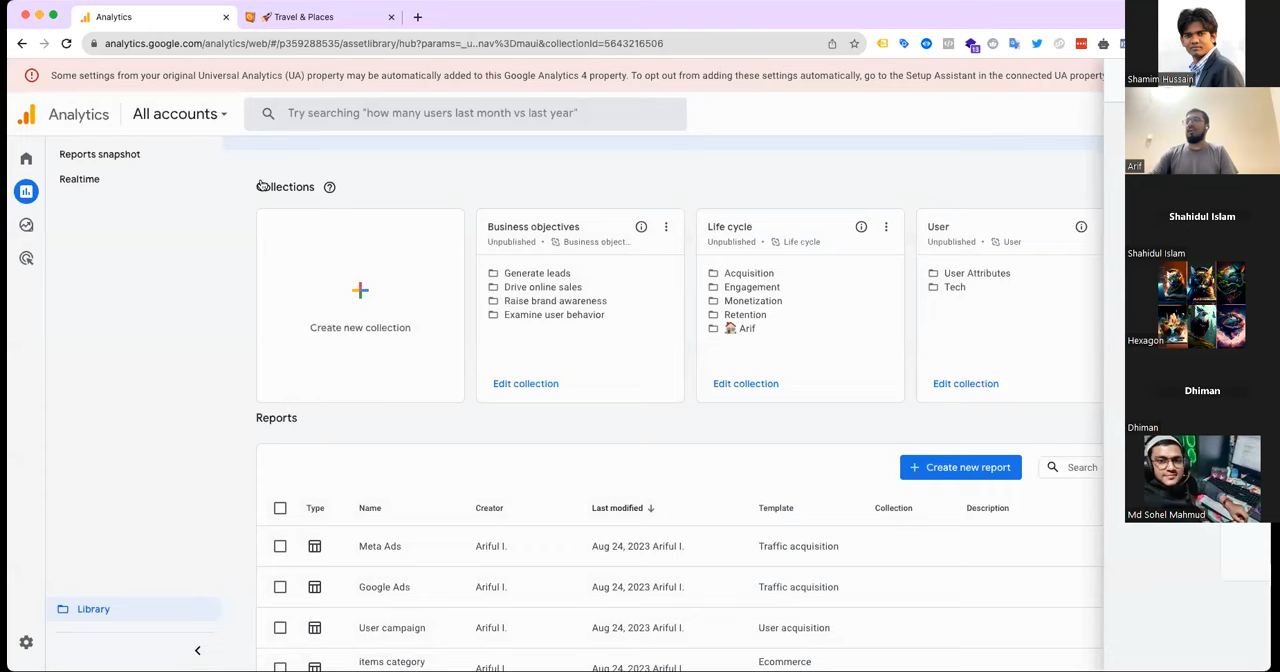 Analytics
🚀 Travel & Places
analytics.google.com/analytics/web/#/p359288535/assetlibrary/hub?params=_u..nav%3Dmaui&collectionId=5643216506
13
Some settings from your original Universal Analytics (UA) property may be automatically added to this Google Analytics 4 property. To opt out from adding these settings automatically, go to the Setup Assistant in the connected UA property
Analytics
All accounts
Try searching "how many users last month vs last year"
Reports snapshot
Realtime
Library
Collections
Create new collection
Business objectives
Unpublished • Business object...
Generate leads
Drive online sales
Raise brand awareness
Examine user behavior
Edit collection
Life cycle
Unpublished • Life cycle
Acquisition
Engagement
Monetization
Retention
🏠 Arif
Edit collection
User
Unpublished • User
User Attributes
Tech
Edit collection
Reports
+ Create new report
Search
Type Name Creator Last modified Template Collection Description
Meta Ads Ariful I. Aug 24, 2023 Ariful I. Traffic acquisition
Google Ads Ariful I. Aug 24, 2023 Ariful I. Traffic acquisition
User campaign Ariful I. Aug 24, 2023 Ariful I. User acquisition
items category Ecommerce
Shamim Hussain
Arif
Shahidul Islam
Shahidul Islam
Hexagon
Dhiman
Dhiman
Md Sohel Mahmud